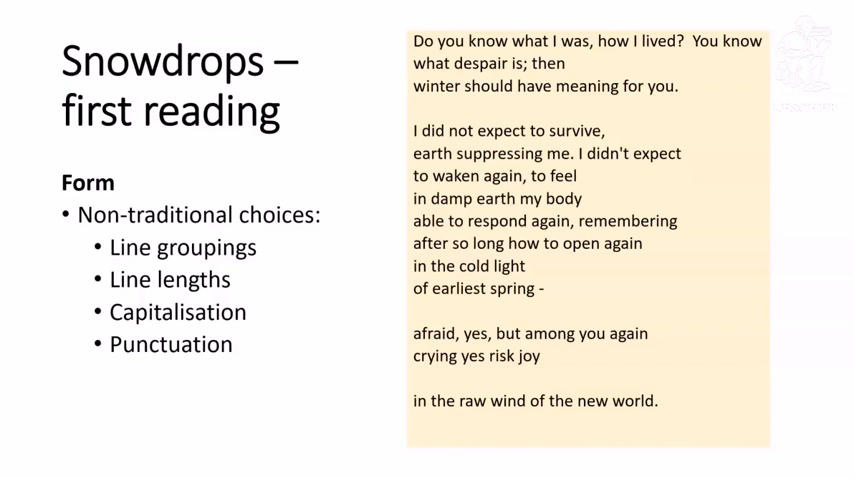 Snowdrops –
first reading
Form
• Non-traditional choices:
• Line groupings
• Line lengths
• Capitalisation
• Punctuation
Do you know what I was, how I lived?  You know
what despair is; then
winter should have meaning for you.
I did not expect to survive,
earth suppressing me. I didn't expect
to waken again, to feel
in damp earth my body
able to respond again, remembering
after so long how to open again
in the cold light
of earliest spring -
afraid, yes, but among you again
crying yes risk joy
in the raw wind of the new world.